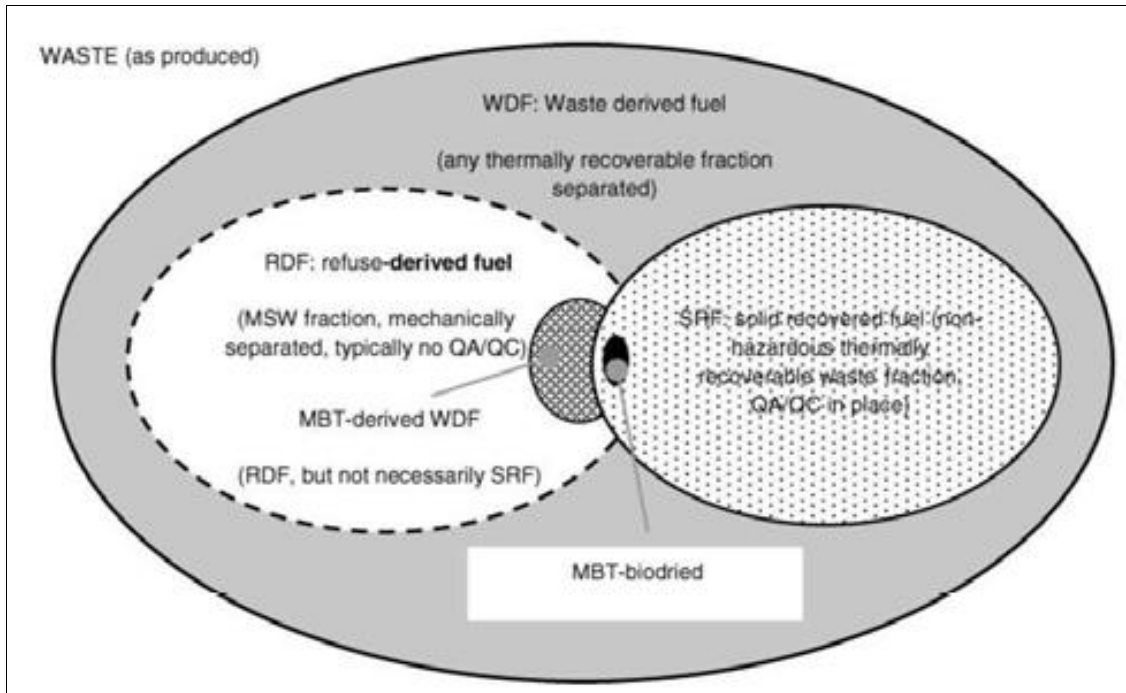 WASTE (as produced)
WDF: Waste derived fuel
(any thermally recoverable fraction
separated)
RDF: refuse-derived fuel
(MSW fraction, mechanically
separated, typically no QA/QC)
MBT-derived WDF
(RDF, but not necessarily SRF)
SRF: solid recovered fuel (non-
hazardous thermally
recoverable waste fraction,
QA/QC in place)
MBT-biodried